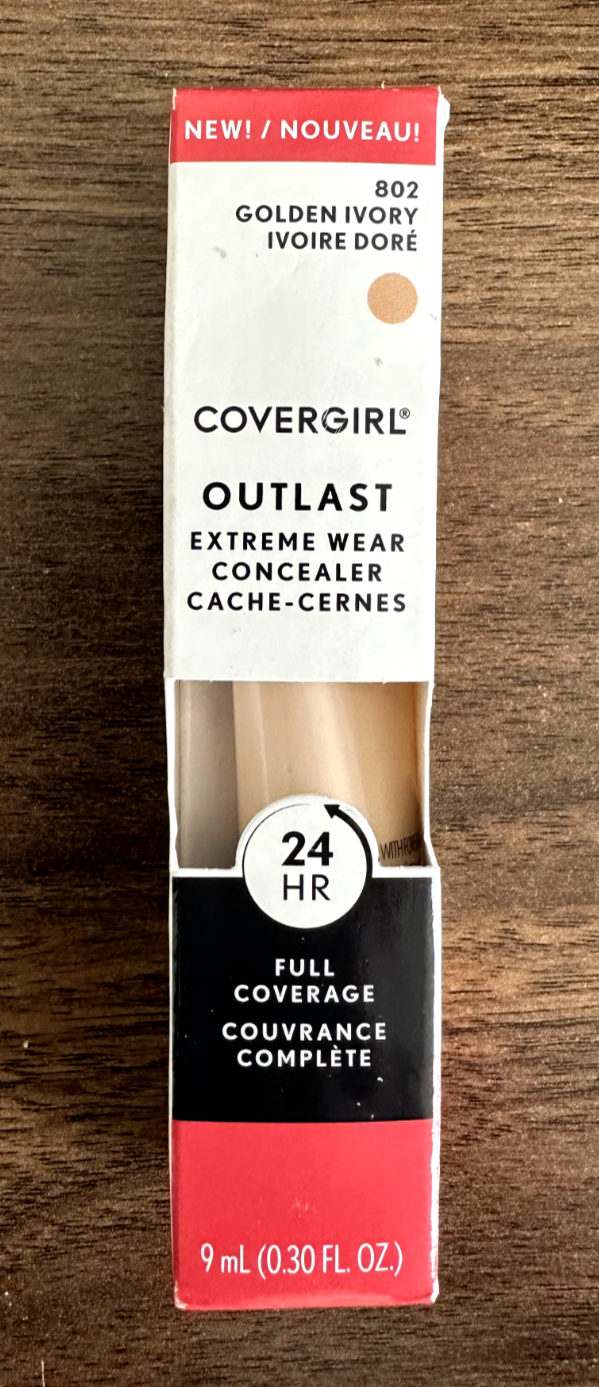 NEW! / NOUVEAU!
802
GOLDEN IVORY
IVOIRE DORÉ
COVERGIRL®
OUTLAST
EXTREME WEAR
CONCEALER
CACHE-CERNES
24
HR
FULL
COVERAGE
COUVRANCE
COMPLÈTE
9 mL (0.30 FL. OZ.)